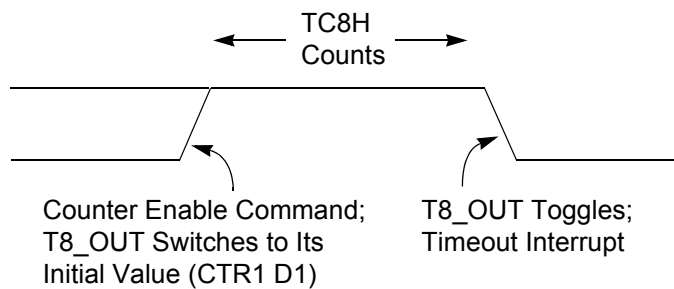 TC8H
Counts
Counter Enable Command;
T8_OUT Switches to Its
Initial Value (CTR1 D1)
T8_OUT Toggles;
Timeout Interrupt